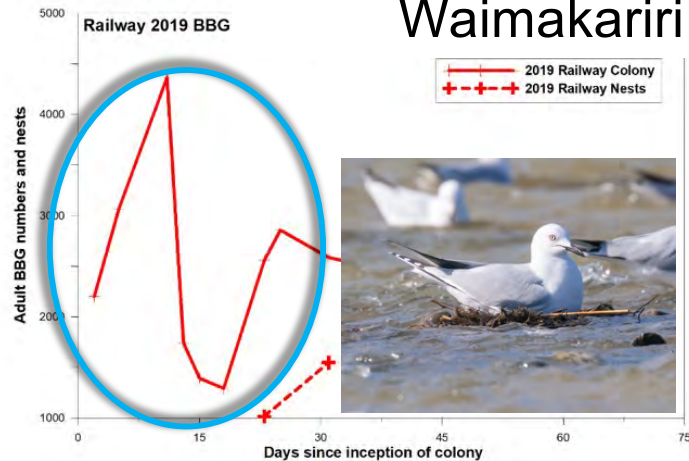 Waimakariri
5000
Railway 2019 BBG
2019 Railway Colony
2019 Railway Nests
4000
3000
2000
1000
Adult BBG numbers and nests
0 15 30 45 60 75
Days since inception of colony